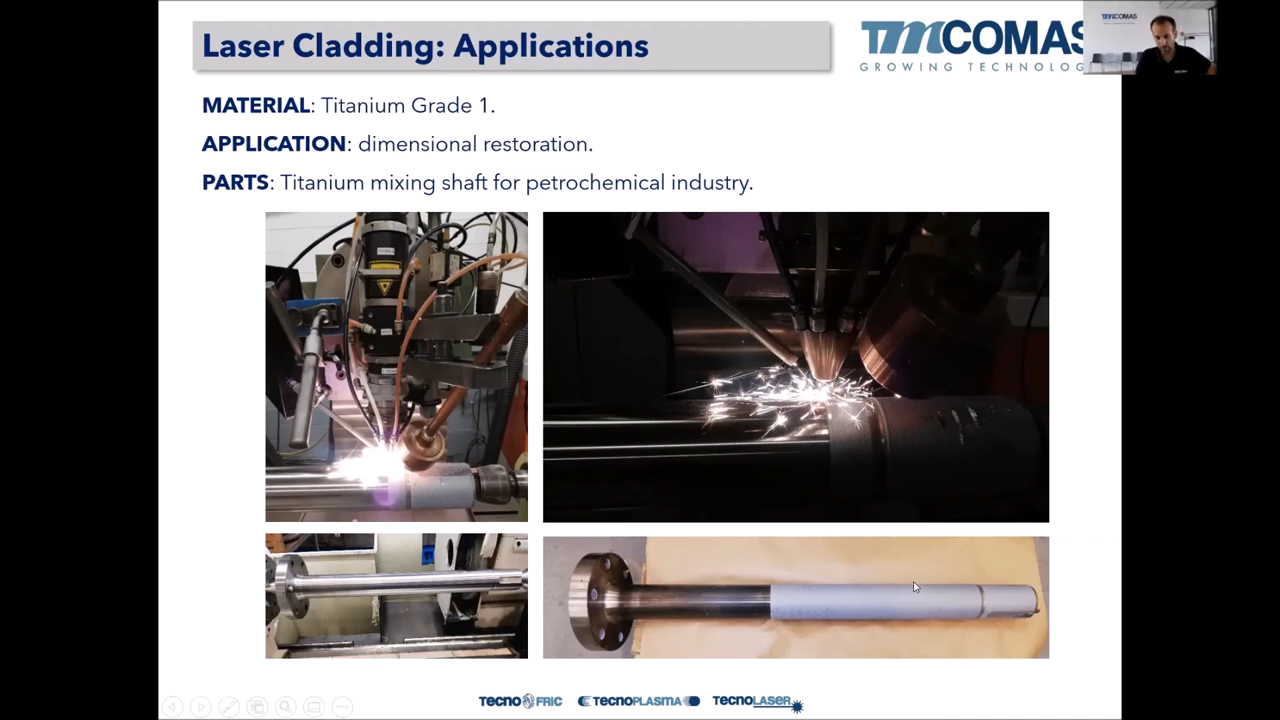 Laser Cladding: Applications
TMCOMAS
GROWING TECHNOLOG
TMCOMAS
MATERIAL: Titanium Grade 1.
APPLICATION: dimensional restoration.
PARTS: Titanium mixing shaft for petrochemical industry.
TECNOFRIC
TECNOPLASMA
TECNOLASER